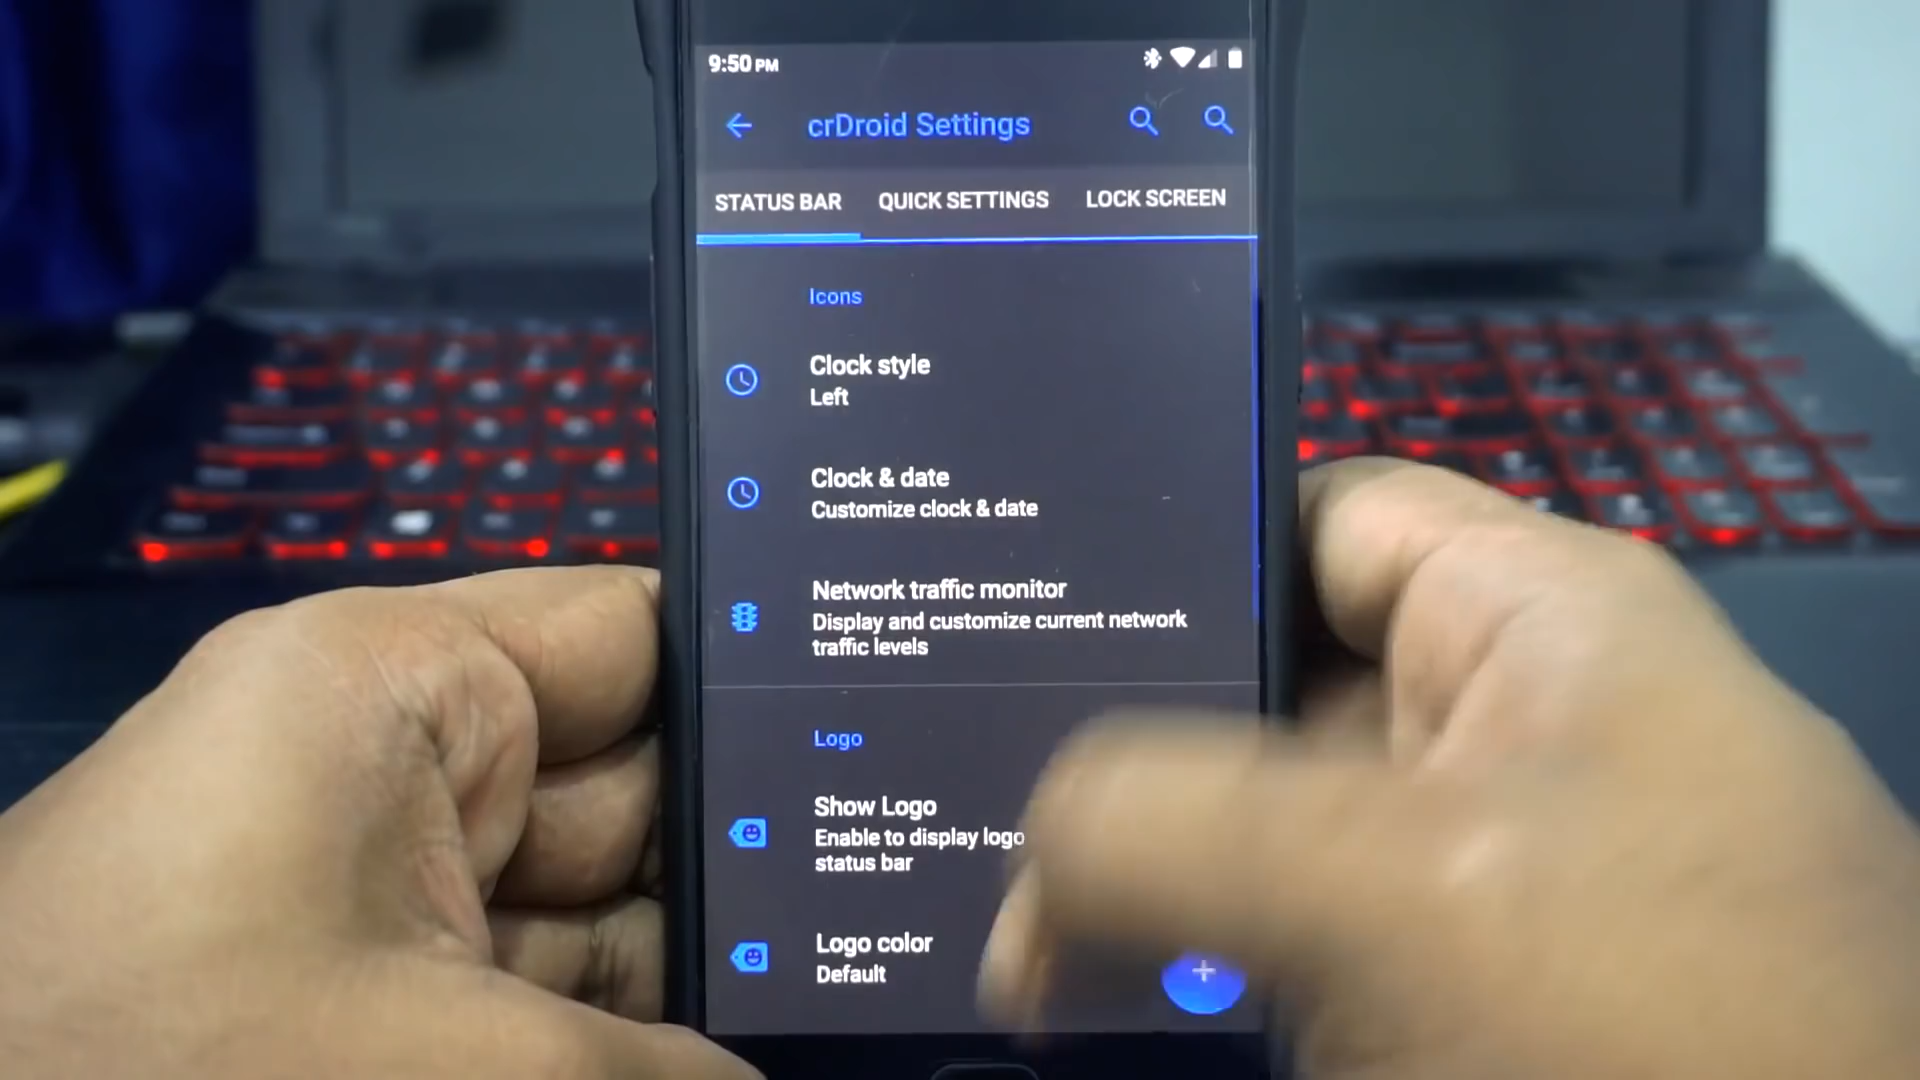 9:50 PM
crDroid Settings
STATUS BAR
QUICK SETTINGS
LOCK SCREEN
Icons
Clock style
Left
Clock & date
Customize clock & date
Network traffic monitor
Display and customize current network
traffic levels
Logo
Show Logo
Enable to display logo
status bar
Logo color
Default